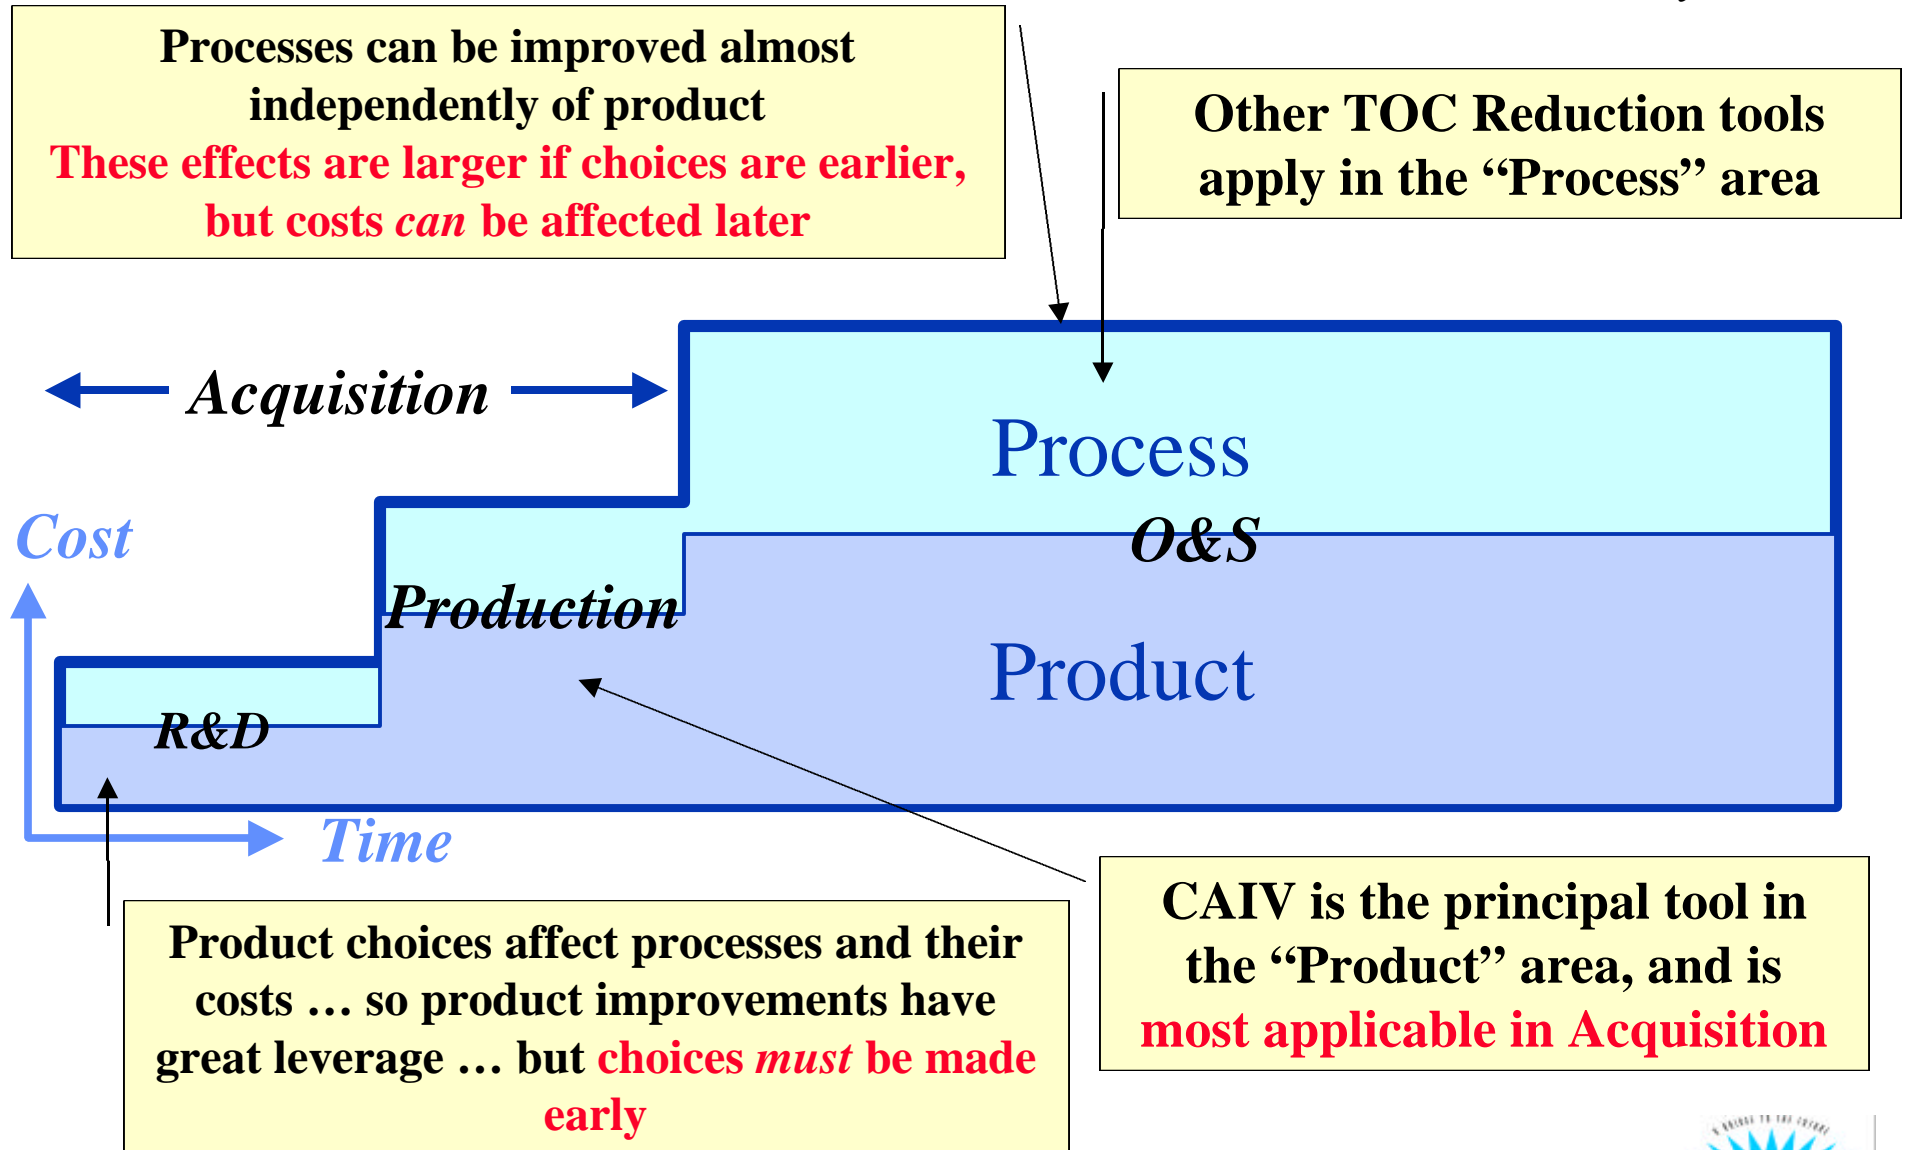 Processes can be improved almost
independently of product
These effects are larger if choices are earlier,
but costs can be affected later
Other TOC Reduction tools
apply in the “Process” area
Acquisition
Process
Cost
O&S
Production
Product
R&D
Time
CAIV is the principal tool in
the “Product” area, and is
most applicable in Acquisition
Product choices affect processes and their
costs … so product improvements have
great leverage … but choices must be made
early